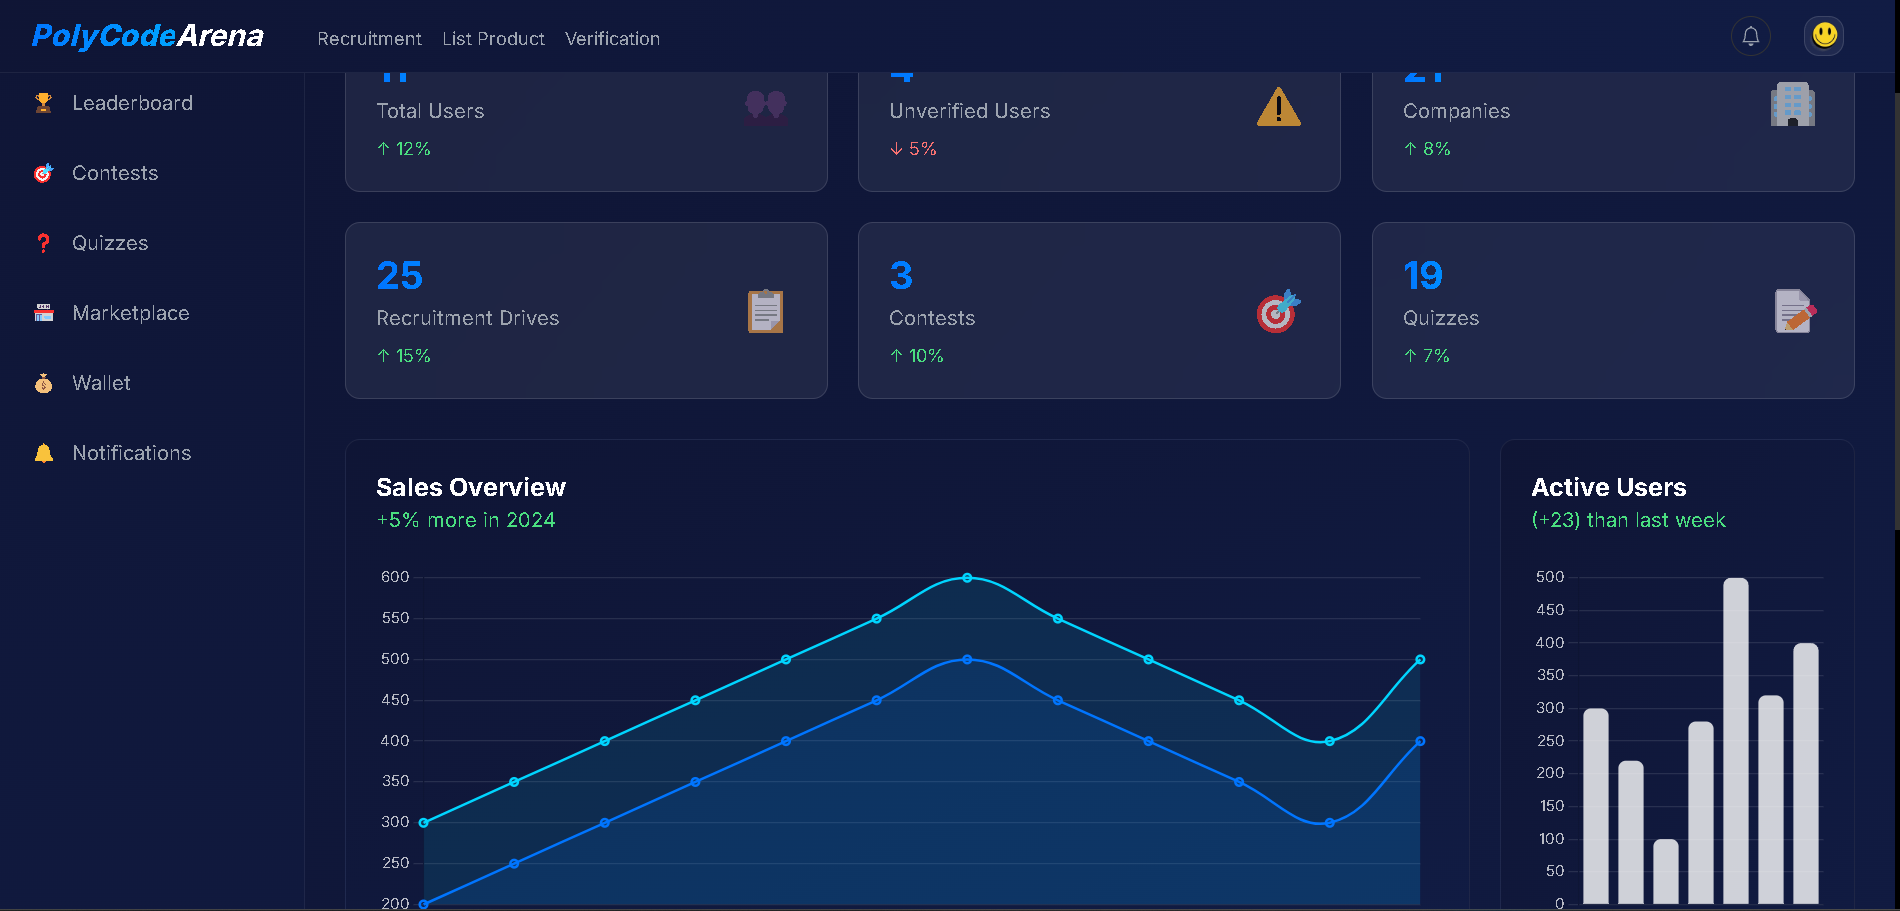 PolyCodeArena
Recruitment List Product Verification
Leaderboard
Contests
Quizzes
Marketplace
Wallet
Notifications
11 4 21
Total Users Unverified Users Companies
↑ 12% ↓ 5% ↑ 8%
25 3 19
Recruitment Drives Contests Quizzes
↑ 15% ↑ 10% ↑ 7%
Sales Overview
+5% more in 2024
600
550
500
450
400
350
300
250
200
Active Users
(+23) than last week
500
450
400
350
300
250
200
150
100
50
0